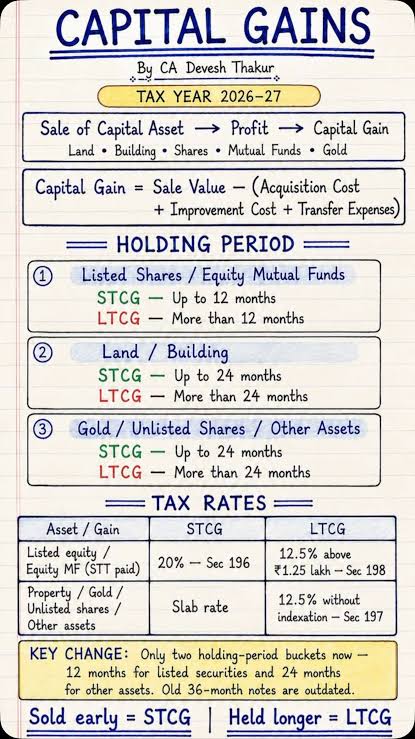 CAPITAL GAINS
By CA Devesh Thakur
TAX YEAR 2026-27
Sale of Capital Asset → Profit → Capital Gain
Land • Building • Shares • Mutual Funds • Gold
Capital Gain = Sale Value — (Acquisition Cost
+ Improvement Cost + Transfer Expenses)
HOLDING PERIOD
1 Listed Shares / Equity Mutual Funds
STCG — Up to 12 months
LTCG — More than 12 months
2 Land / Building
STCG — Up to 24 months
LTCG — More than 24 months
3 Gold / Unlisted Shares / Other Assets
STCG — Up to 24 months
LTCG — More than 24 months
TAX RATES
Asset / Gain STCG LTCG
Listed equity / Equity MF (STT paid) 20% — Sec 196 12.5% above ₹1.25 lakh — Sec 198
Property / Gold / Unlisted shares / Other assets Slab rate 12.5% without indexation — Sec 197
KEY CHANGE: Only two holding-period buckets now —
12 months for listed securities and 24 months
for other assets. Old 36-month notes are outdated.
Sold early = STCG | Held longer = LTCG